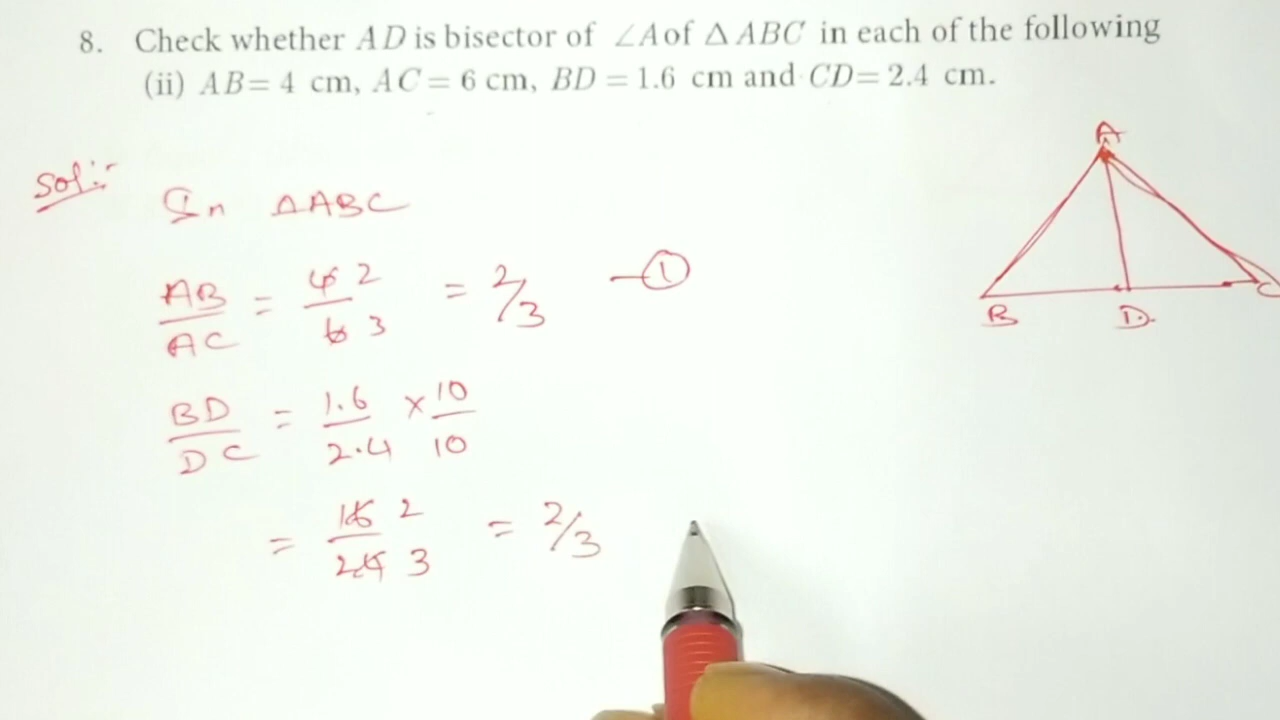 8. Check whether AD is bisector of ∠A of △ ABC in each of the following
(ii) AB= 4 cm, AC = 6 cm, BD = 1.6 cm and CD= 2.4 cm.
Sol:-
In △ABC
AB/AC = 4 2/6 3 = 2/3 —①
BD/DC = 1.6/2.4 × 10/10
= 16 2/24 3 = 2/3
A
B D C